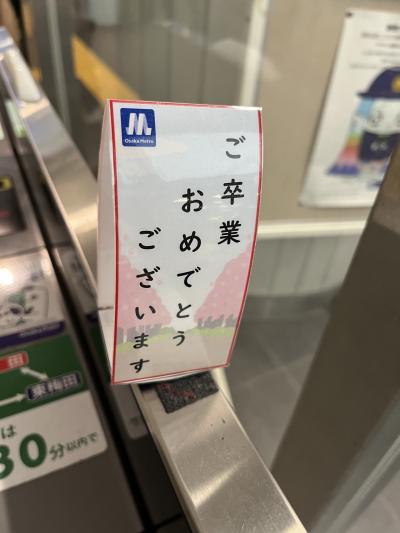 Osaka Metro
ご卒業
おめでとう
ございます
田
東梅田
は
30分以内で